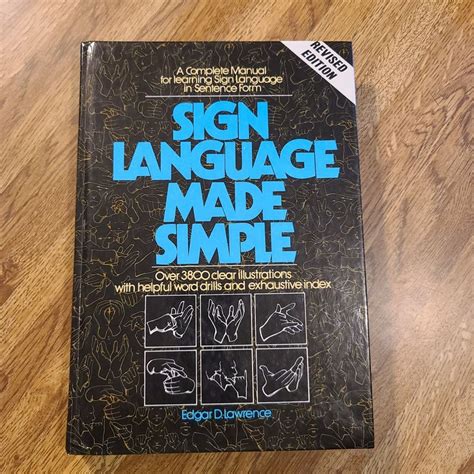 A Complete Manual
for learning Sign Language
in Sentence Form
REVISED
EDITION
SIGN
LANGUAGE
MADE
SIMPLE
Over 3800 clear illustrations
with helpful word drills and exhaustive index
Edgar D. Lawrence